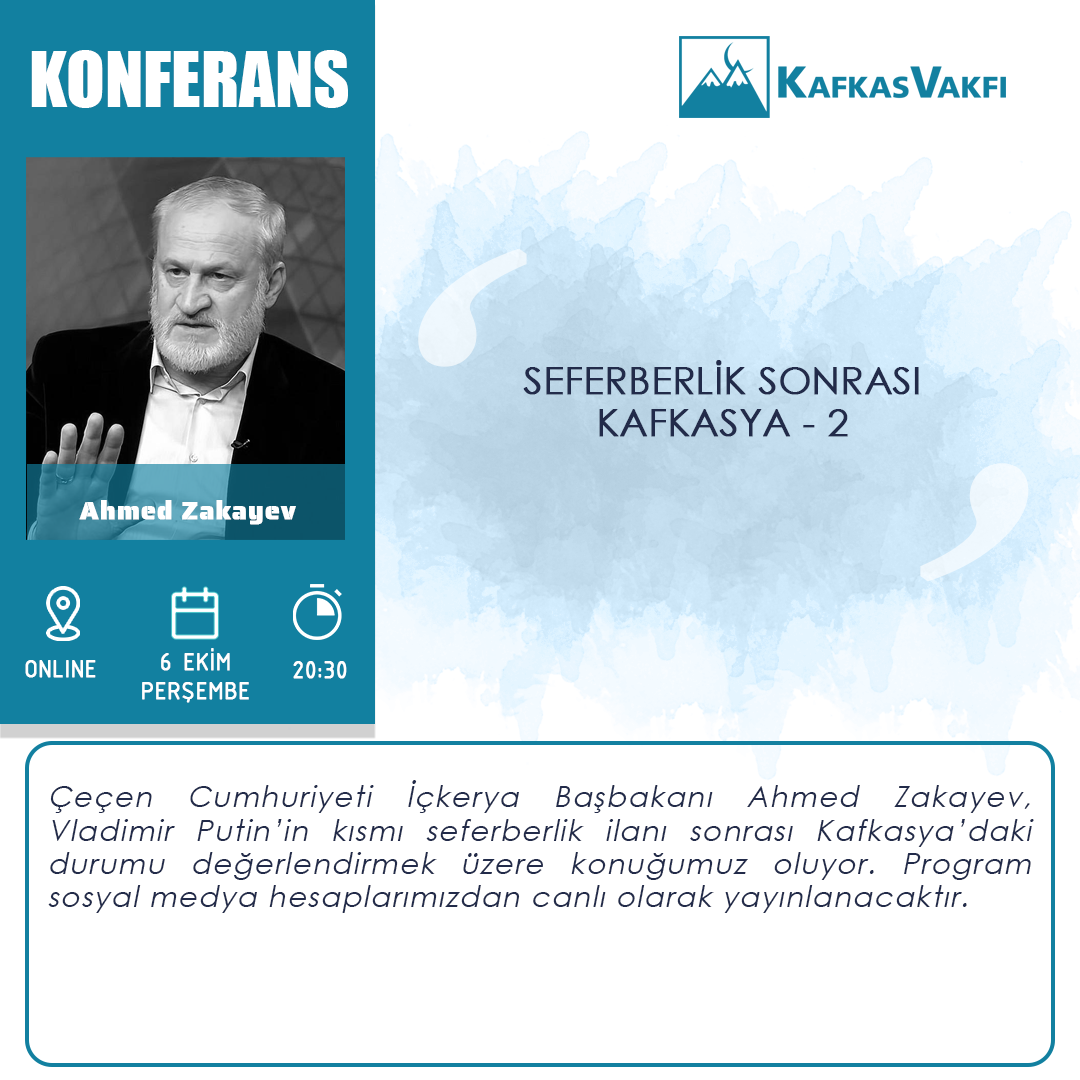 KONFERANS
KAFKAS VAKFI
Ahmed Zakayev
SEFERBERLİK SONRASI
KAFKASYA - 2
ONLINE
6 EKİM
PERŞEMBE
20:30
Çeçen Cumhuriyeti İçkerya Başbakanı Ahmed Zakayev,
Vladimir Putin’in kısmı seferberlik ilanı sonrası Kafkasya’daki
durumu değerlendirmek üzere konuğumuz oluyor. Program
sosyal medya hesaplarımızdan canlı olarak yayınlanacaktır.